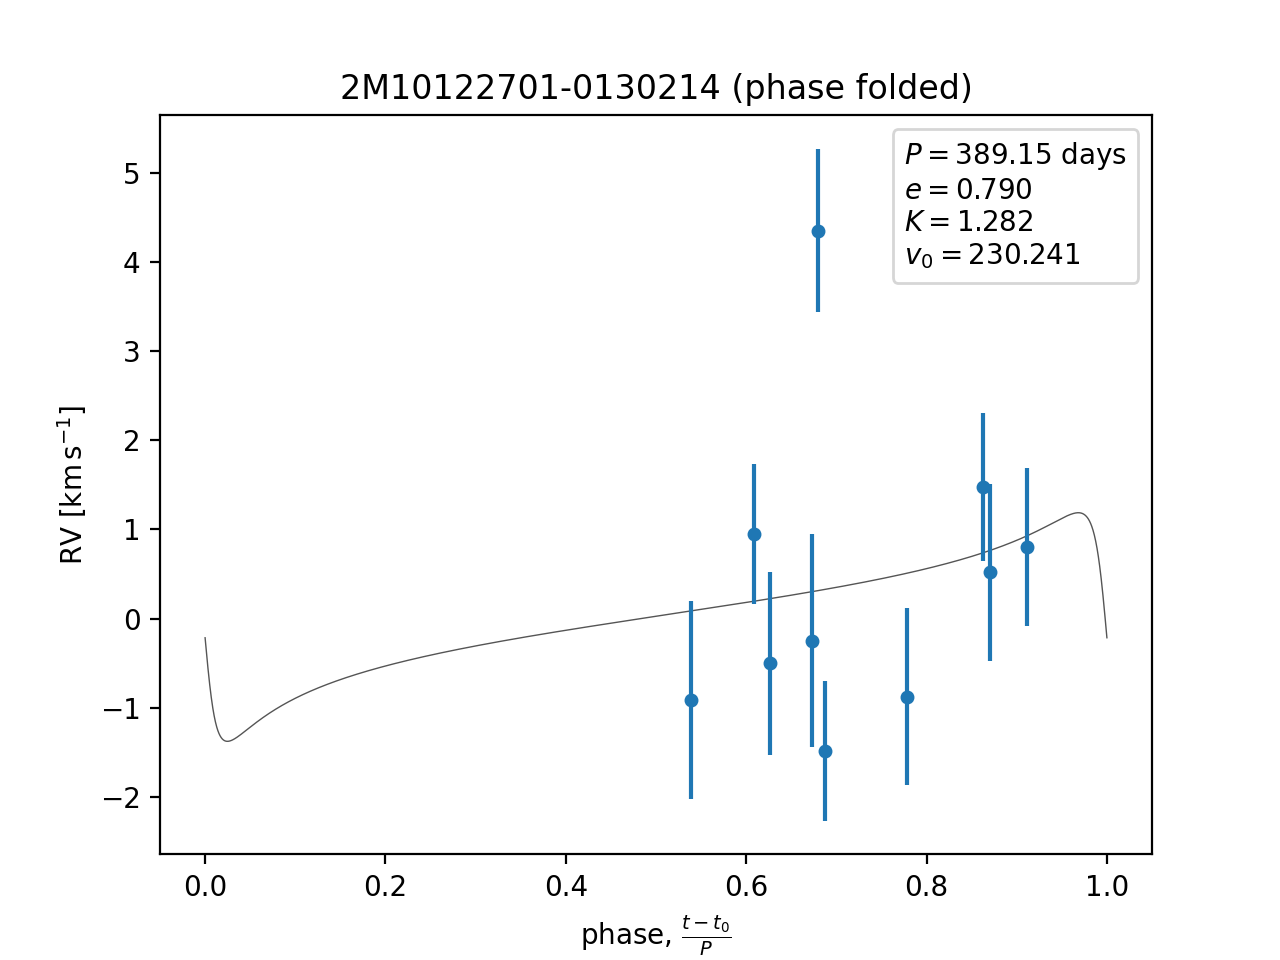 2M10122701-0130214 (phase folded)
P = 389.15 days
e = 0.790
K = 1.282
v₀ = 230.241
RV [km s⁻¹]
5
4
3
2
1
0
−1
−2
0.0 0.2 0.4 0.6 0.8 1.0
phase, (t − t₀)/P